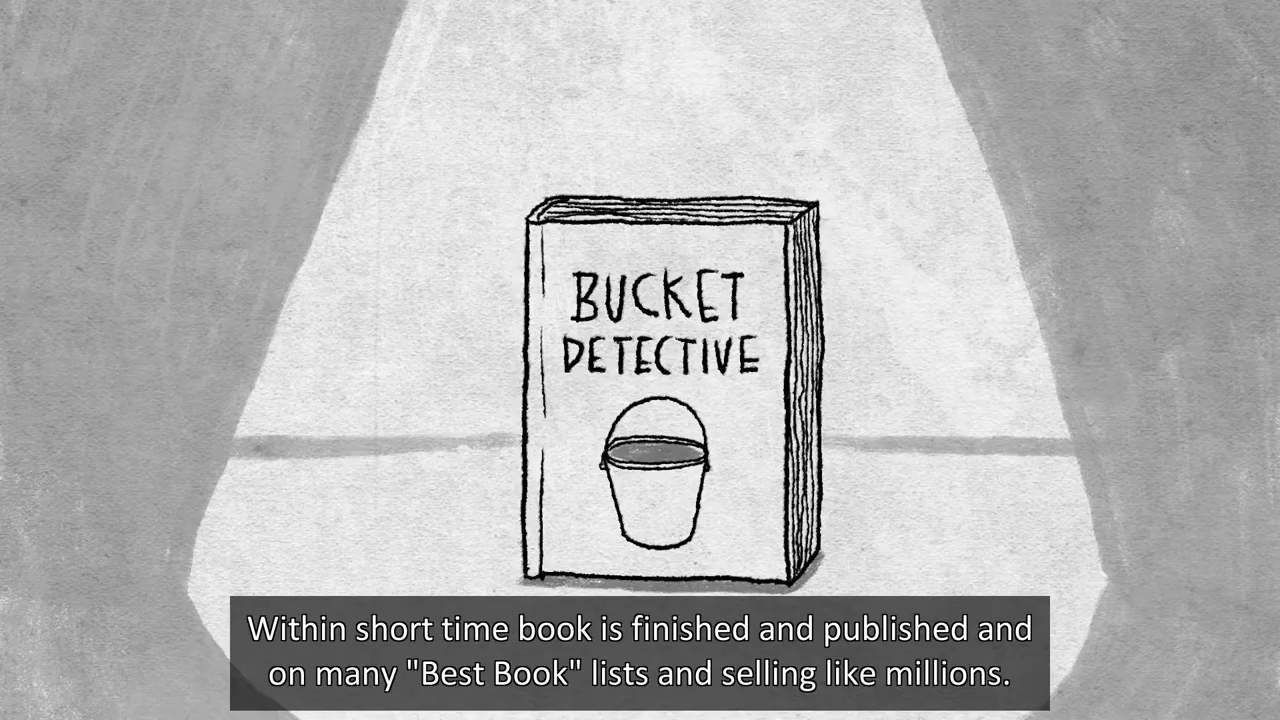 BUCKET
DETECTIVE
Within short time book is finished and published and
on many "Best Book" lists and selling like millions.